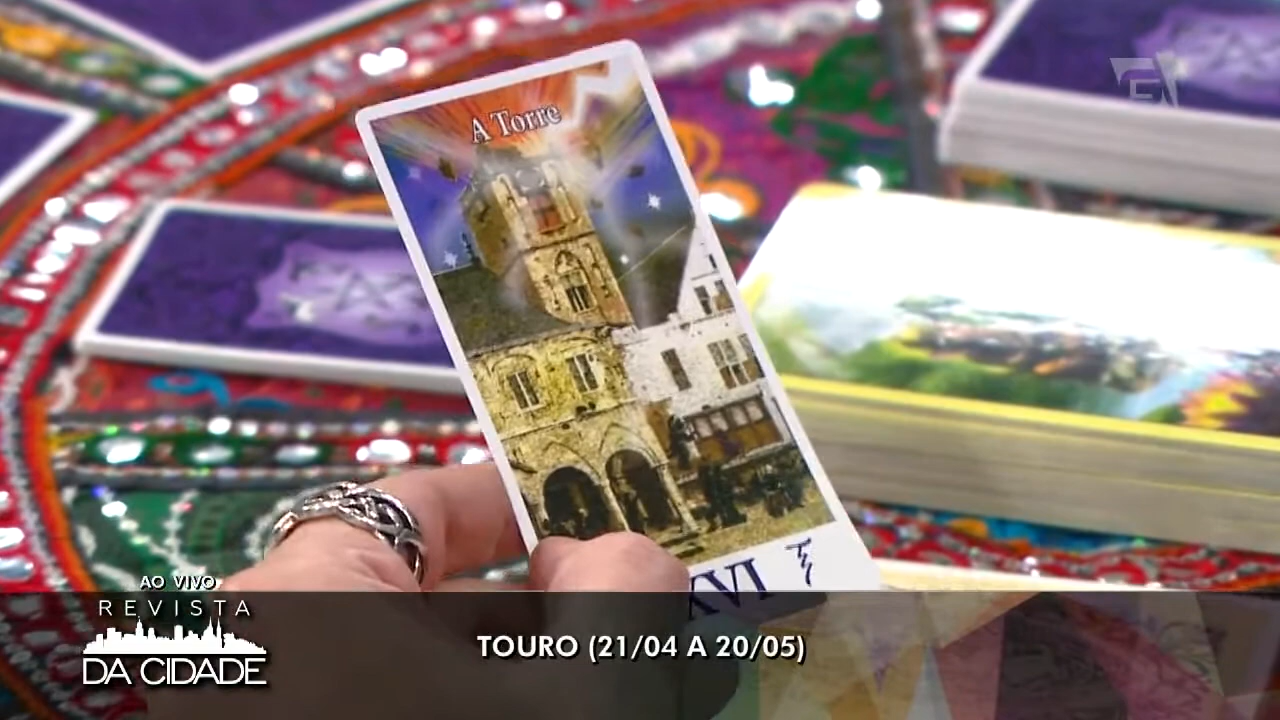 A Torre
XVI
AO VIVO
REVISTA
DA CIDADE
TOURO (21/04 A 20/05)